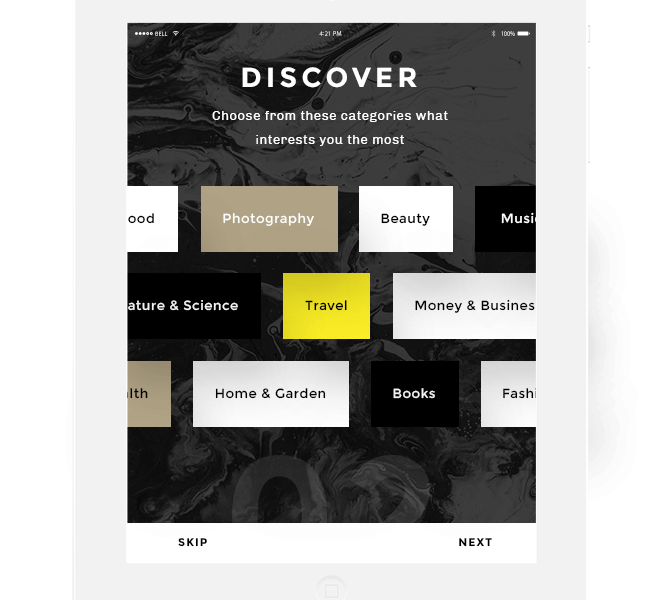 BELL 4:21 PM 100%
DISCOVER
Choose from these categories what
interests you the most
ood Photography Beauty Musi
ature & Science Travel Money & Busines
lth Home & Garden Books Fashi
02
SKIP NEXT